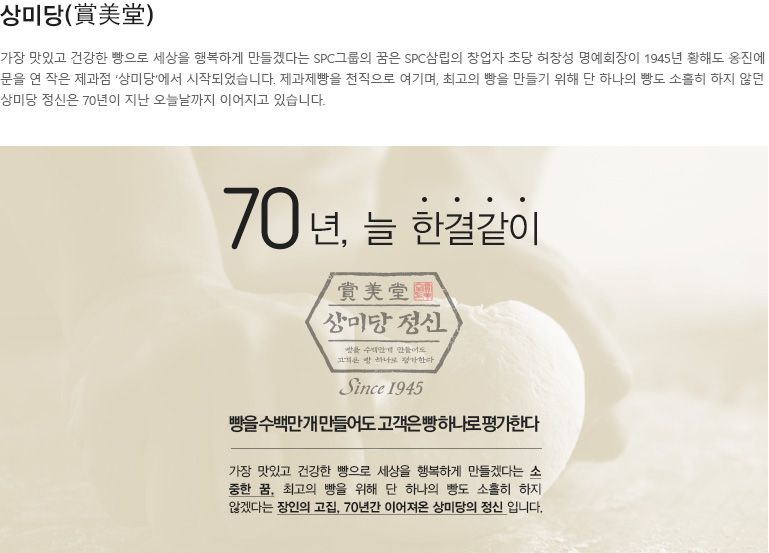 상미당(賞美堂)
가장 맛있고 건강한 빵으로 세상을 행복하게 만들겠다는 SPC그룹의 꿈은 SPC삼립의 창업자 초당 허창성 명예회장이 1945년 황해도 옹진에
문을 연 작은 제과점 '상미당'에서 시작되었습니다. 제과제빵을 천직으로 여기며, 최고의 빵을 만들기 위해 단 하나의 빵도 소홀히 하지 않던
상미당 정신은 70년이 지난 오늘날까지 이어지고 있습니다.
70년, 늘 한결같이
賞美堂
상미당 정신
빵을 수백만개 만들어도
고객은 빵 하나로 평가한다
Since 1945
빵을 수백만개 만들어도 고객은 빵 하나로 평가한다
가장 맛있고 건강한 빵으로 세상을 행복하게 만들겠다는 소
중한 꿈, 최고의 빵을 위해 단 하나의 빵도 소홀히 하지
않겠다는 장인의 고집, 70년간 이어져온 상미당의 정신 입니다.